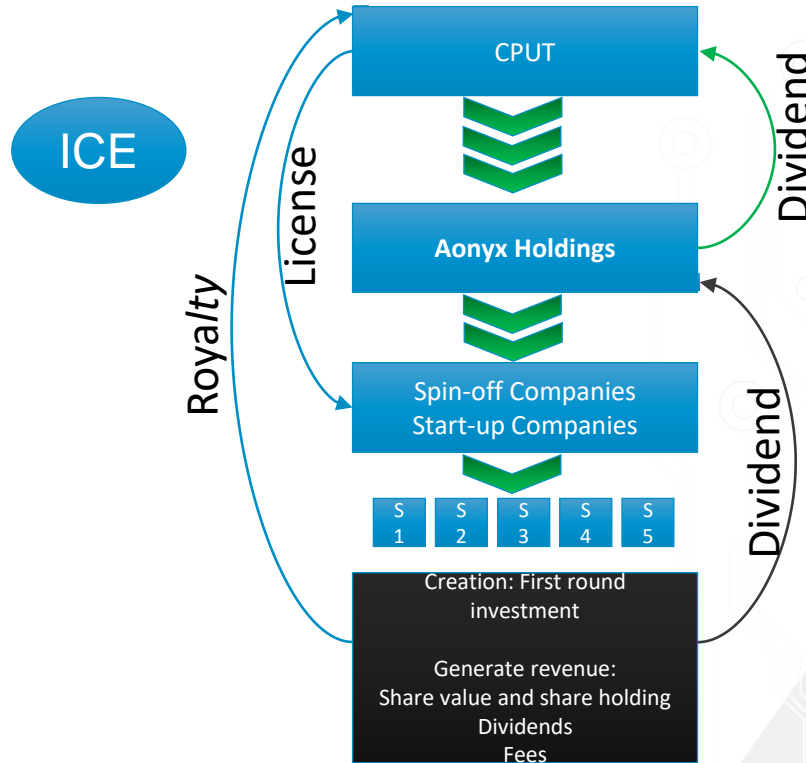 CPUT
ICE
License
Royalty
Dividend
Aonyx Holdings
Spin-off Companies
Start-up Companies
Dividend
S
1
S
2
S
3
S
4
S
5
Creation: First round
investment
Generate revenue:
Share value and share holding
Dividends
Fees